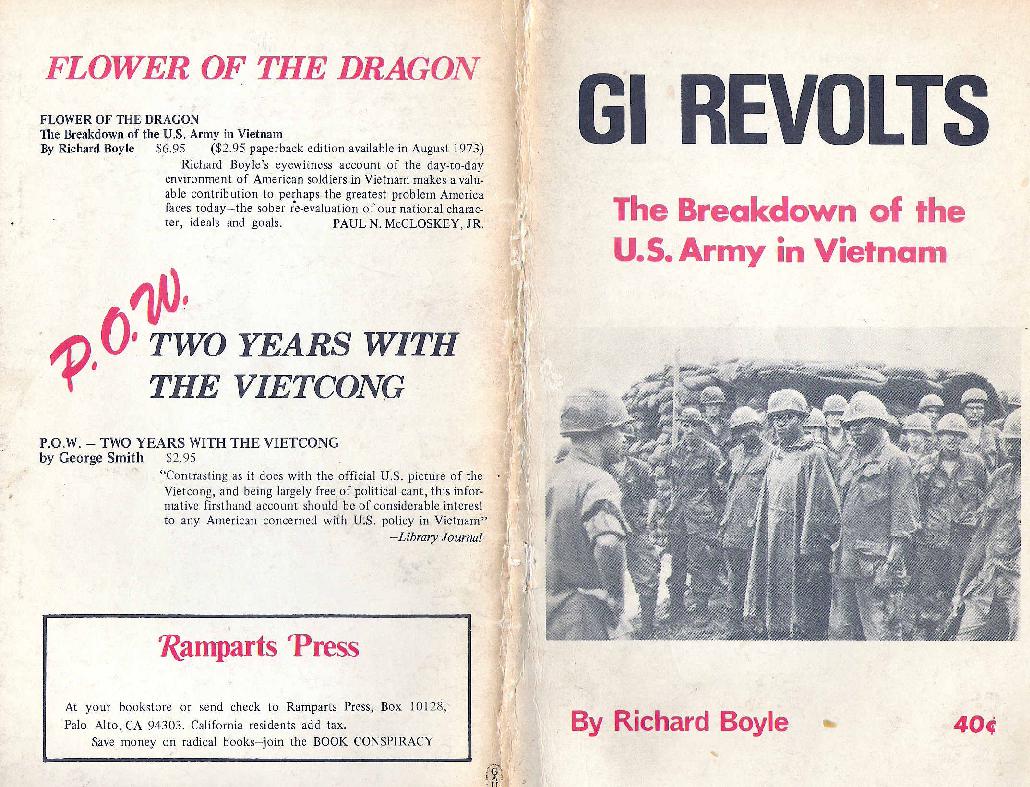 FLOWER OF THE DRAGON
FLOWER OF THE DRAGON
The Breakdown of the U.S. Army in Vietnam
By Richard Boyle $6.95 ($2.95 paperback edition available in August 1973)
Richard Boyle's eyewitness account of the day-to-day
environment of American soldiers in Vietnam makes a valu-
able contribution to perhaps the greatest problem America
faces today—the sober re-evaluation of our national charac-
ter, ideals and goals. PAUL N. McCLOSKEY, JR.
P.O.W.
TWO YEARS WITH
THE VIETCONG
P.O.W. — TWO YEARS WITH THE VIETCONG
by George Smith $2.95
"Contrasting as it does with the official U.S. picture of the
Vietcong, and being largely free of political cant, this infor-
mative firsthand account should be of considerable interest
to any American concerned with U.S. policy in Vietnam"
—Library Journal
Ramparts Press
At your bookstore or send check to Ramparts Press, Box 10128,
Palo Alto, CA 94303. California residents add tax.
Save money on radical books—join the BOOK CONSPIRACY
GI REVOLTS
The Breakdown of the
U.S. Army in Vietnam
By Richard Boyle 40¢